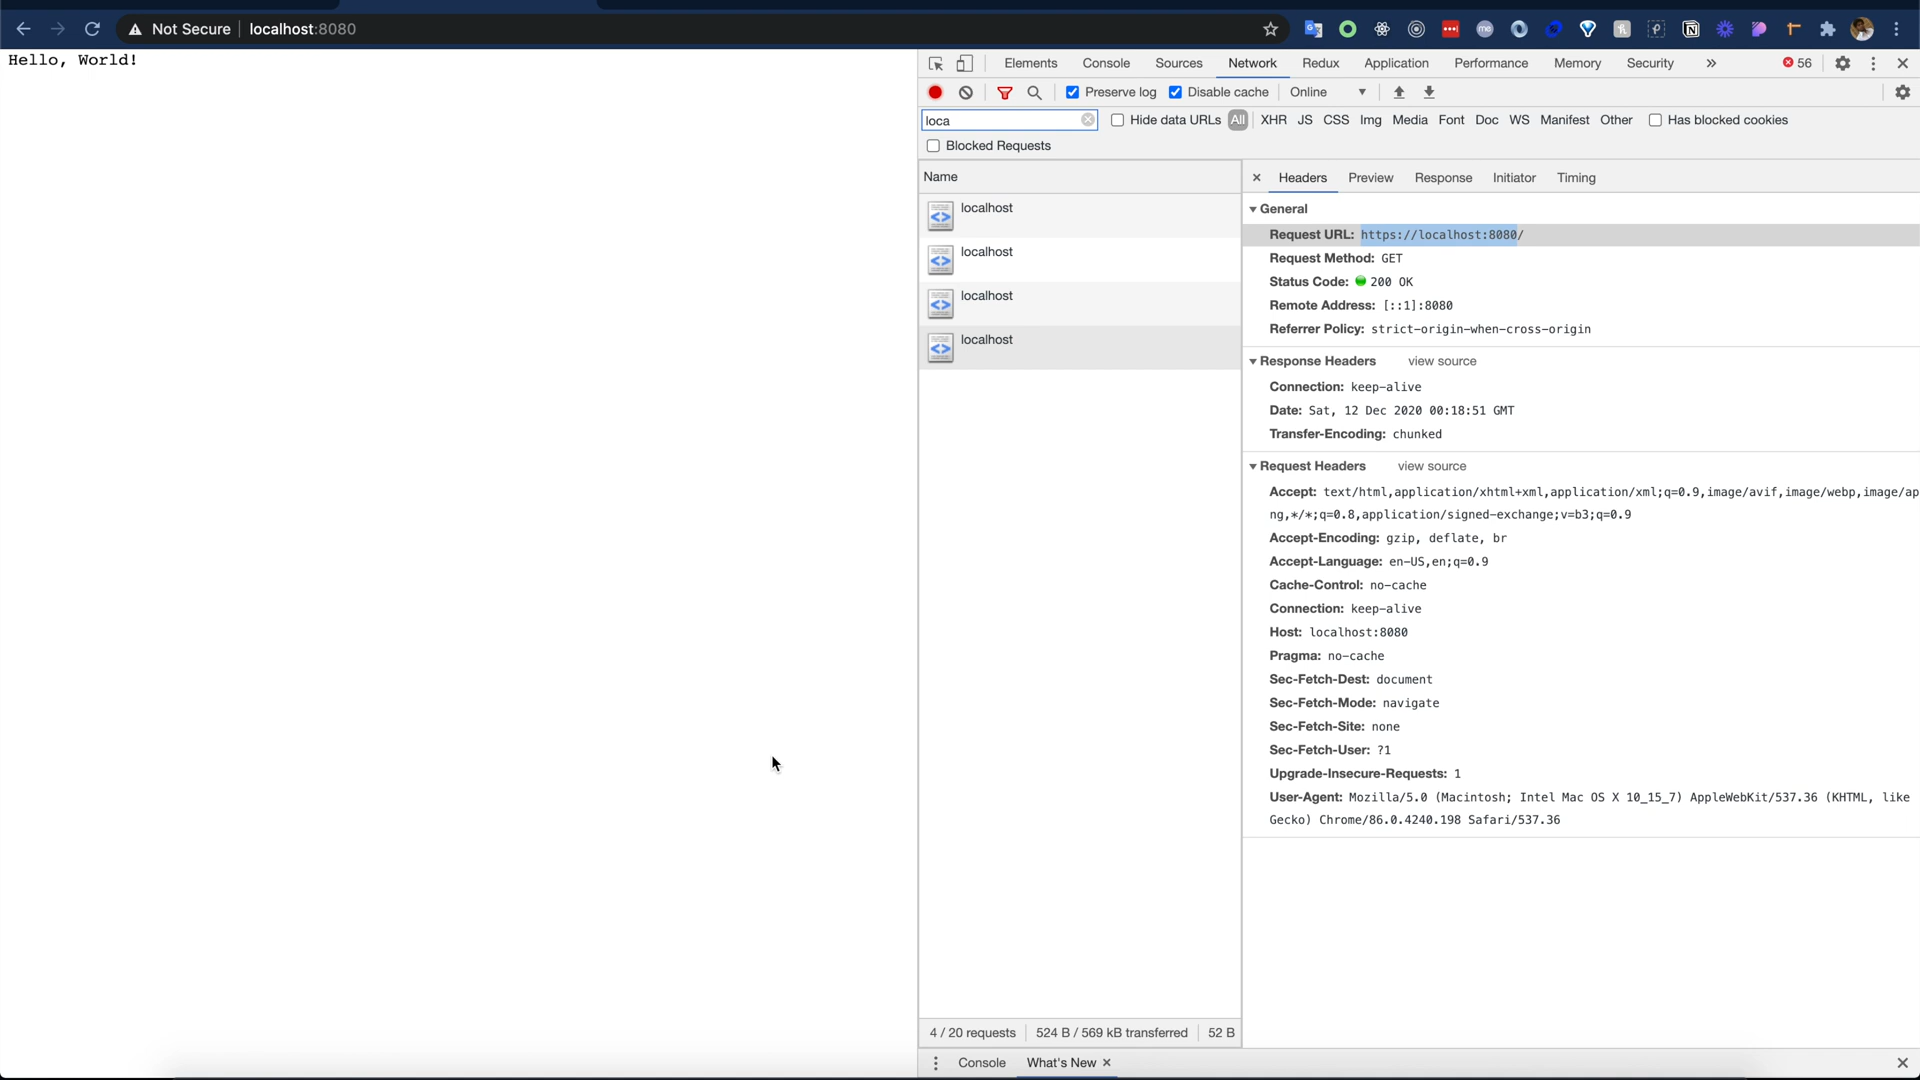 Not Secure localhost:8080
Hello, World!
Elements Console Sources Network Redux Application Performance Memory Security » 56
Preserve log Disable cache Online
loca Hide data URLs All XHR JS CSS Img Media Font Doc WS Manifest Other Has blocked cookies
Blocked Requests
Name
localhost
localhost
localhost
localhost
4 / 20 requests 524 B / 569 kB transferred 52 B
Headers Preview Response Initiator Timing
General
Request URL: https://localhost:8080/
Request Method: GET
Status Code: 200 OK
Remote Address: [::1]:8080
Referrer Policy: strict-origin-when-cross-origin
Response Headers view source
Connection: keep-alive
Date: Sat, 12 Dec 2020 00:18:51 GMT
Transfer-Encoding: chunked
Request Headers view source
Accept: text/html,application/xhtml+xml,application/xml;q=0.9,image/avif,image/webp,image/ap
ng,*/*;q=0.8,application/signed-exchange;v=b3;q=0.9
Accept-Encoding: gzip, deflate, br
Accept-Language: en-US,en;q=0.9
Cache-Control: no-cache
Connection: keep-alive
Host: localhost:8080
Pragma: no-cache
Sec-Fetch-Dest: document
Sec-Fetch-Mode: navigate
Sec-Fetch-Site: none
Sec-Fetch-User: ?1
Upgrade-Insecure-Requests: 1
User-Agent: Mozilla/5.0 (Macintosh; Intel Mac OS X 10_15_7) AppleWebKit/537.36 (KHTML, like
Gecko) Chrome/86.0.4240.198 Safari/537.36
Console What's New